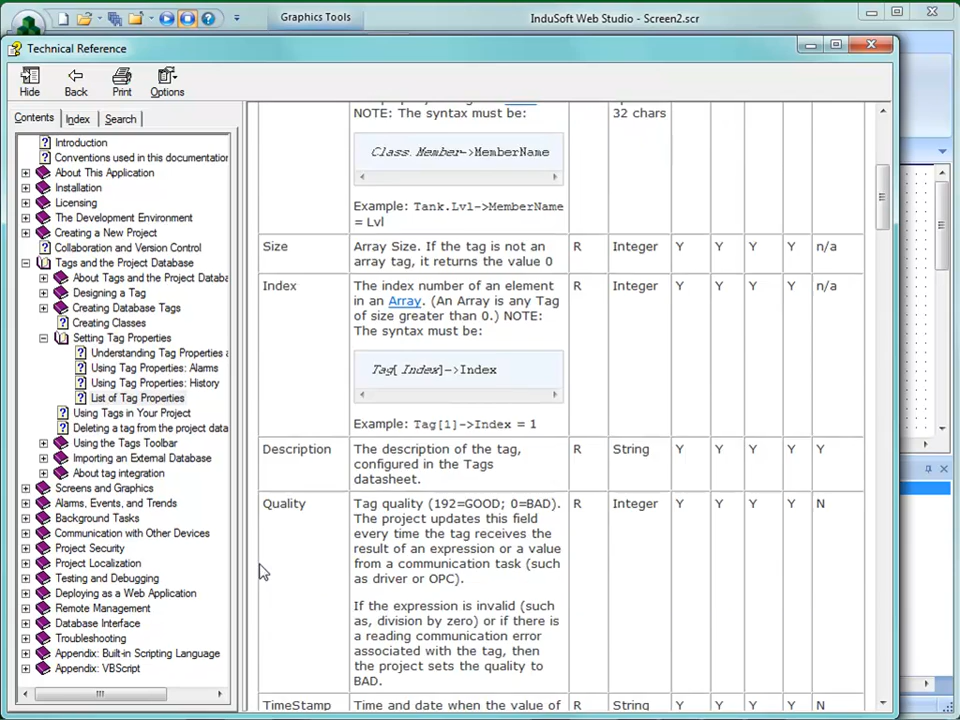 Graphics Tools
InduSoft Web Studio - Screen2.scr
Technical Reference
Hide
Back
Print
Options
Contents
Index
Search
Introduction
Conventions used in this documentation
About This Application
Installation
Licensing
The Development Environment
Creating a New Project
Collaboration and Version Control
Tags and the Project Database
About Tags and the Project Databa
Designing a Tag
Creating Database Tags
Creating Classes
Setting Tag Properties
Understanding Tag Properties a
Using Tag Properties: Alarms
Using Tag Properties: History
List of Tag Properties
Using Tags in Your Project
Deleting a tag from the project data
Using the Tags Toolbar
Importing an External Database
About tag integration
Screens and Graphics
Alarms, Events, and Trends
Background Tasks
Communication with Other Devices
Project Security
Project Localization
Testing and Debugging
Deploying as a Web Application
Remote Management
Database Interface
Troubleshooting
Appendix: Built-in Scripting Language
Appendix: VBScript
NOTE: The syntax must be:
32 chars
Class.Member->MemberName
Example: Tank.Lvl->MemberName
= Lvl
Size
Array Size. If the tag is not an
array tag, it returns the value 0
R
Integer
Y
Y
Y
Y
n/a
Index
The index number of an element
in an Array. (An Array is any Tag
of size greater than 0.) NOTE:
The syntax must be:
R
Integer
Y
Y
Y
Y
n/a
Tag[Index]->Index
Example: Tag[1]->Index = 1
Description
The description of the tag,
configured in the Tags
datasheet.
R
String
Y
Y
Y
Y
Y
Quality
Tag quality (192=GOOD; 0=BAD).
The project updates this field
every time the tag receives the
result of an expression or a value
from a communication task (such
as driver or OPC).
If the expression is invalid (such
as, division by zero) or if there is
a reading communication error
associated with the tag, then
the project sets the quality to
BAD.
R
Integer
Y
Y
Y
Y
N
TimeStamp
Time and date when the value of
R
String
Y
Y
Y
Y
N